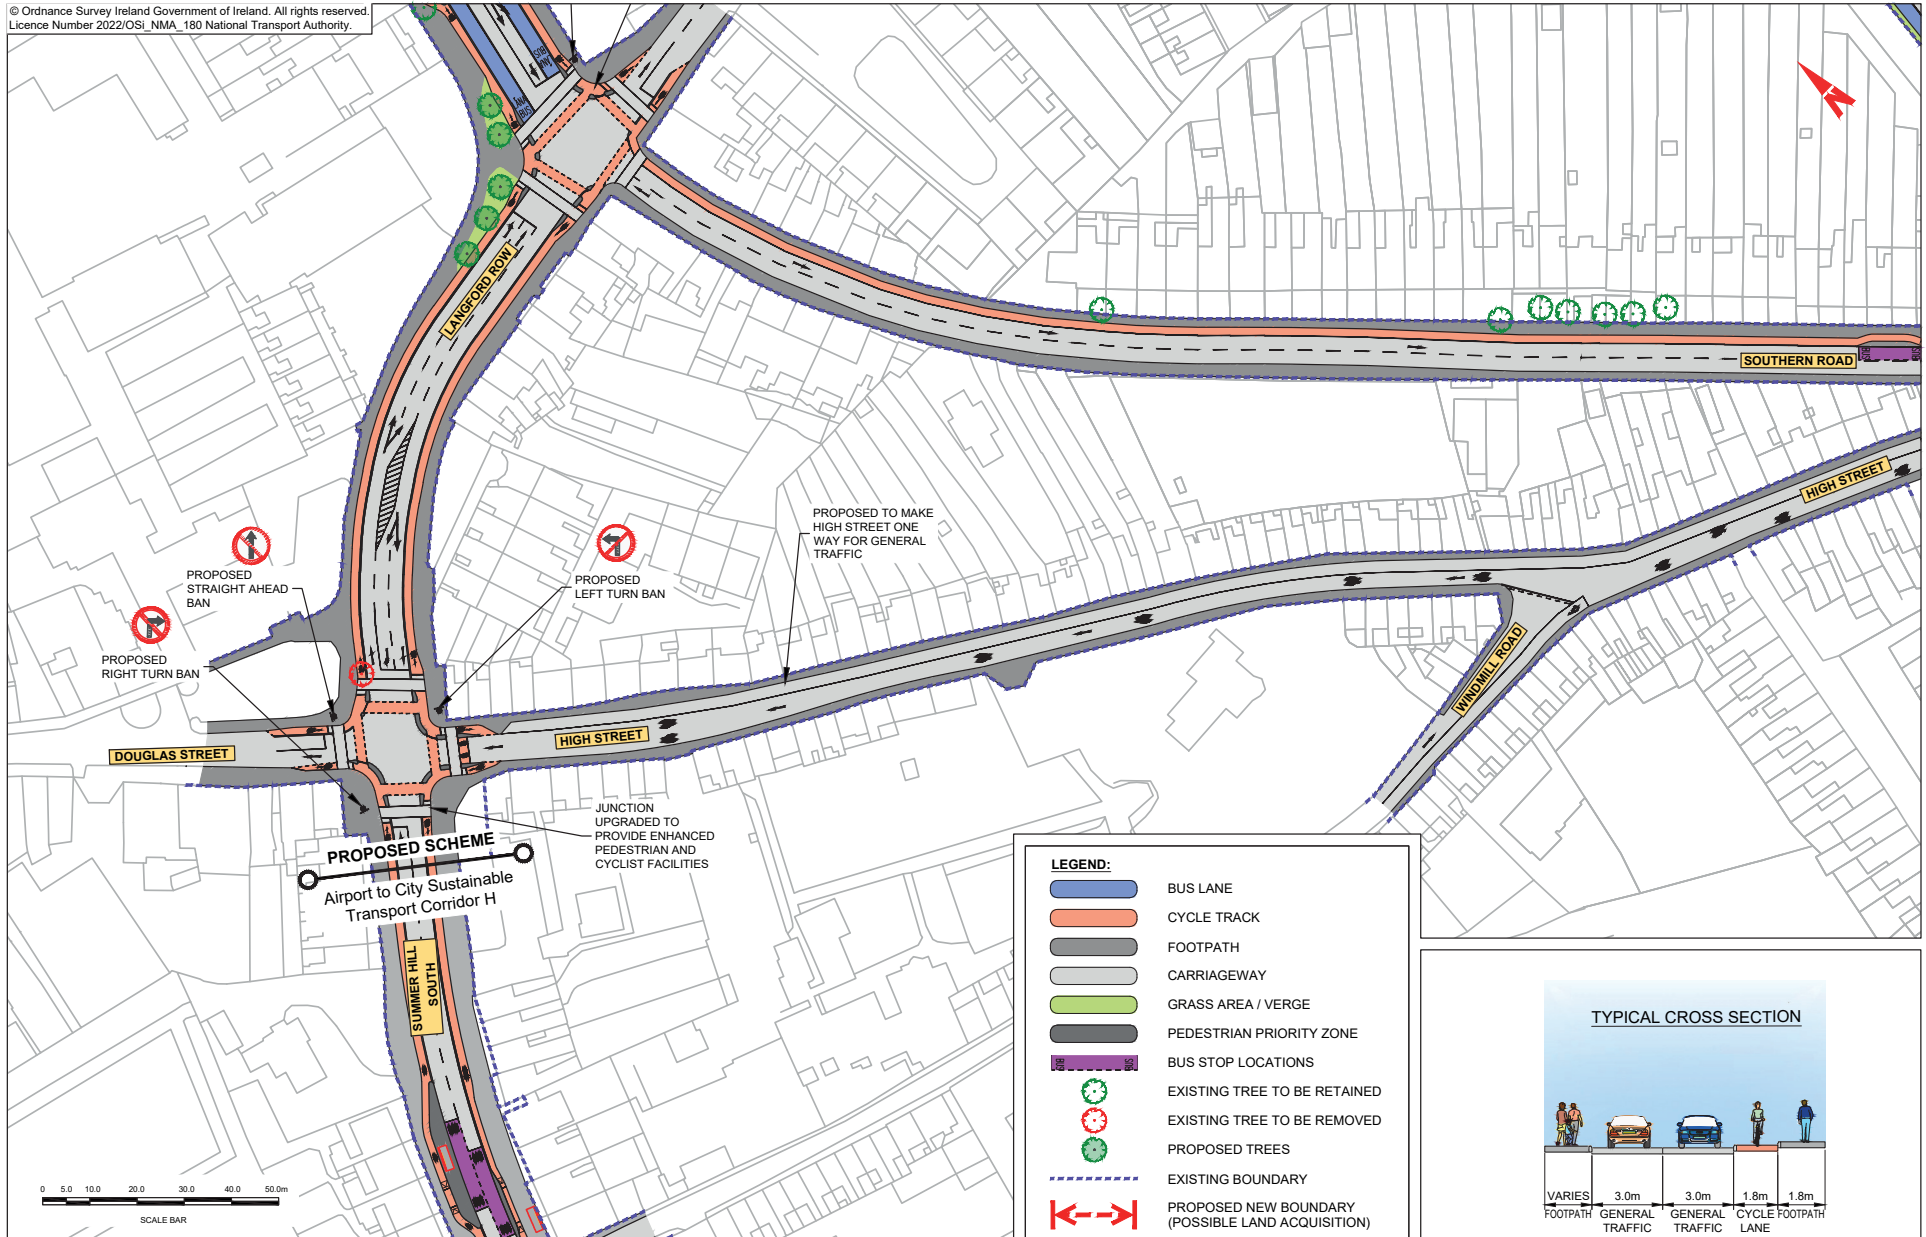 © Ordnance Survey Ireland Government of Ireland. All rights reserved.
Licence Number 2022/OSi_NMA_180 National Transport Authority.
BUS
LANE
BUS
LANGFORD ROW
SOUTHERN ROAD
BUS
BUS
HIGH STREET
PROPOSED TO MAKE
HIGH STREET ONE
WAY FOR GENERAL
TRAFFIC
PROPOSED
STRAIGHT AHEAD
BAN
PROPOSED
LEFT TURN BAN
PROPOSED
RIGHT TURN BAN
WINDMILL ROAD
HIGH STREET
DOUGLAS STREET
JUNCTION
UPGRADED TO
PROVIDE ENHANCED
PEDESTRIAN AND
CYCLIST FACILITIES
PROPOSED SCHEME
Airport to City Sustainable
Transport Corridor H
SUMMER HILL
SOUTH
0 5.0 10.0 20.0 30.0 40.0 50.0m
SCALE BAR
LEGEND:
BUS LANE
CYCLE TRACK
FOOTPATH
CARRIAGEWAY
GRASS AREA / VERGE
PEDESTRIAN PRIORITY ZONE
BUS BUS BUS STOP LOCATIONS
EXISTING TREE TO BE RETAINED
EXISTING TREE TO BE REMOVED
PROPOSED TREES
EXISTING BOUNDARY
PROPOSED NEW BOUNDARY
(POSSIBLE LAND ACQUISITION)
TYPICAL CROSS SECTION
VARIES 3.0m 3.0m 1.8m 1.8m
FOOTPATH GENERAL GENERAL CYCLE FOOTPATH
TRAFFIC TRAFFIC LANE